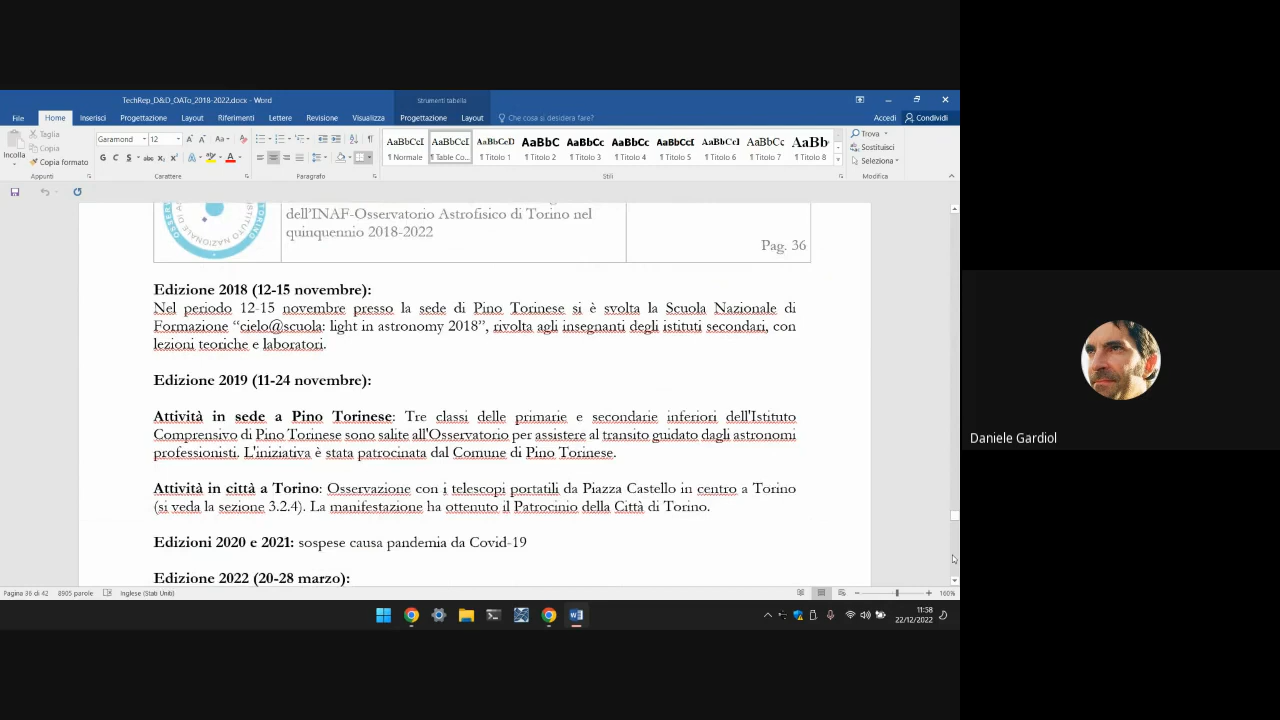 TechRep_D&D_OATo_2018-2022.docx - Word
Strumenti tabella
File Home Inserisci Progettazione Layout Riferimenti Lettere Revisione Visualizza Progettazione Layout Che cosa si desidera fare? Accedi Condividi
Incolla
Taglia
Copia
Copia formato
Appunti
Garamond 12
G C S abc x₂ x²
Carattere
Paragrafo
AaBbCcI AaBbCcI AaBbCcD AaBbC AaBbCc AaBbCc AaBbCcI AaBbCcI AaBbCc AaBb
¶ Normale ¶ Table Co... ¶ Titolo 1 ¶ Titolo 2 ¶ Titolo 3 ¶ Titolo 4 ¶ Titolo 5 ¶ Titolo 6 ¶ Titolo 7 ¶ Titolo 8
Stili
Trova
Sostituisci
Seleziona
Modifica
dell'INAF-Osservatorio Astrofisico di Torino nel
quinquennio 2018-2022
Pag. 36
Edizione 2018 (12-15 novembre):
Nel periodo 12-15 novembre presso la sede di Pino Torinese si è svolta la Scuola Nazionale di
Formazione “cielo@scuola: light in astronomy 2018”, rivolta agli insegnanti degli istituti secondari, con
lezioni teoriche e laboratori.
Edizione 2019 (11-24 novembre):
Attività in sede a Pino Torinese: Tre classi delle primarie e secondarie inferiori dell'Istituto
Comprensivo di Pino Torinese sono salite all'Osservatorio per assistere al transito guidato dagli astronomi
professionisti. L'iniziativa è stata patrocinata dal Comune di Pino Torinese.
Attività in città a Torino: Osservazione con i telescopi portatili da Piazza Castello in centro a Torino
(si veda la sezione 3.2.4). La manifestazione ha ottenuto il Patrocinio della Città di Torino.
Edizioni 2020 e 2021: sospese causa pandemia da Covid-19
Edizione 2022 (20-28 marzo):
Pagina 36 di 42 8905 parole Inglese (Stati Uniti) 160%
11:58
22/12/2022
Daniele Gardiol